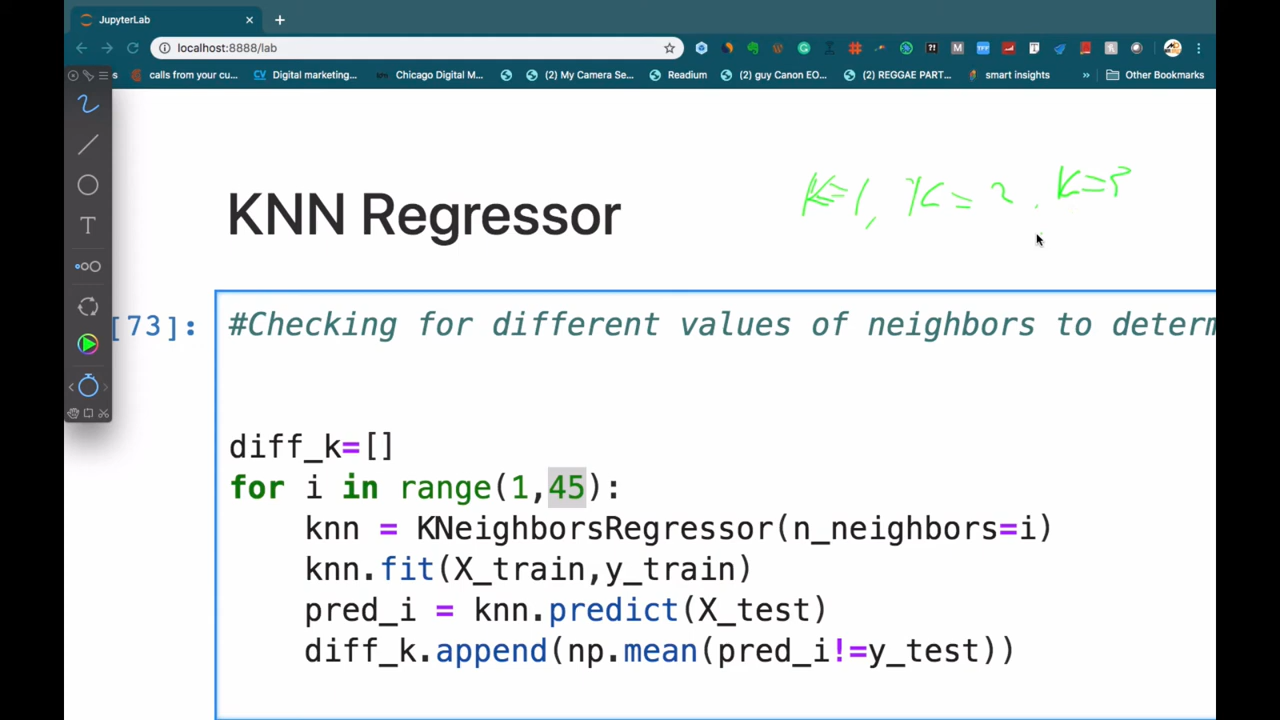 JupyterLab
localhost:8888/lab
s calls from your cu... Digital marketing... Chicago Digital M... (2) My Camera Se... Readium (2) guy Canon EO... (2) REGGAE PART... smart insights » Other Bookmarks
KNN Regressor
K=1, K=2, K=3
[73]: #Checking for different values of neighbors to determ
diff_k=[]
for i in range(1,45):
knn = KNeighborsRegressor(n_neighbors=i)
knn.fit(X_train,y_train)
pred_i = knn.predict(X_test)
diff_k.append(np.mean(pred_i!=y_test))